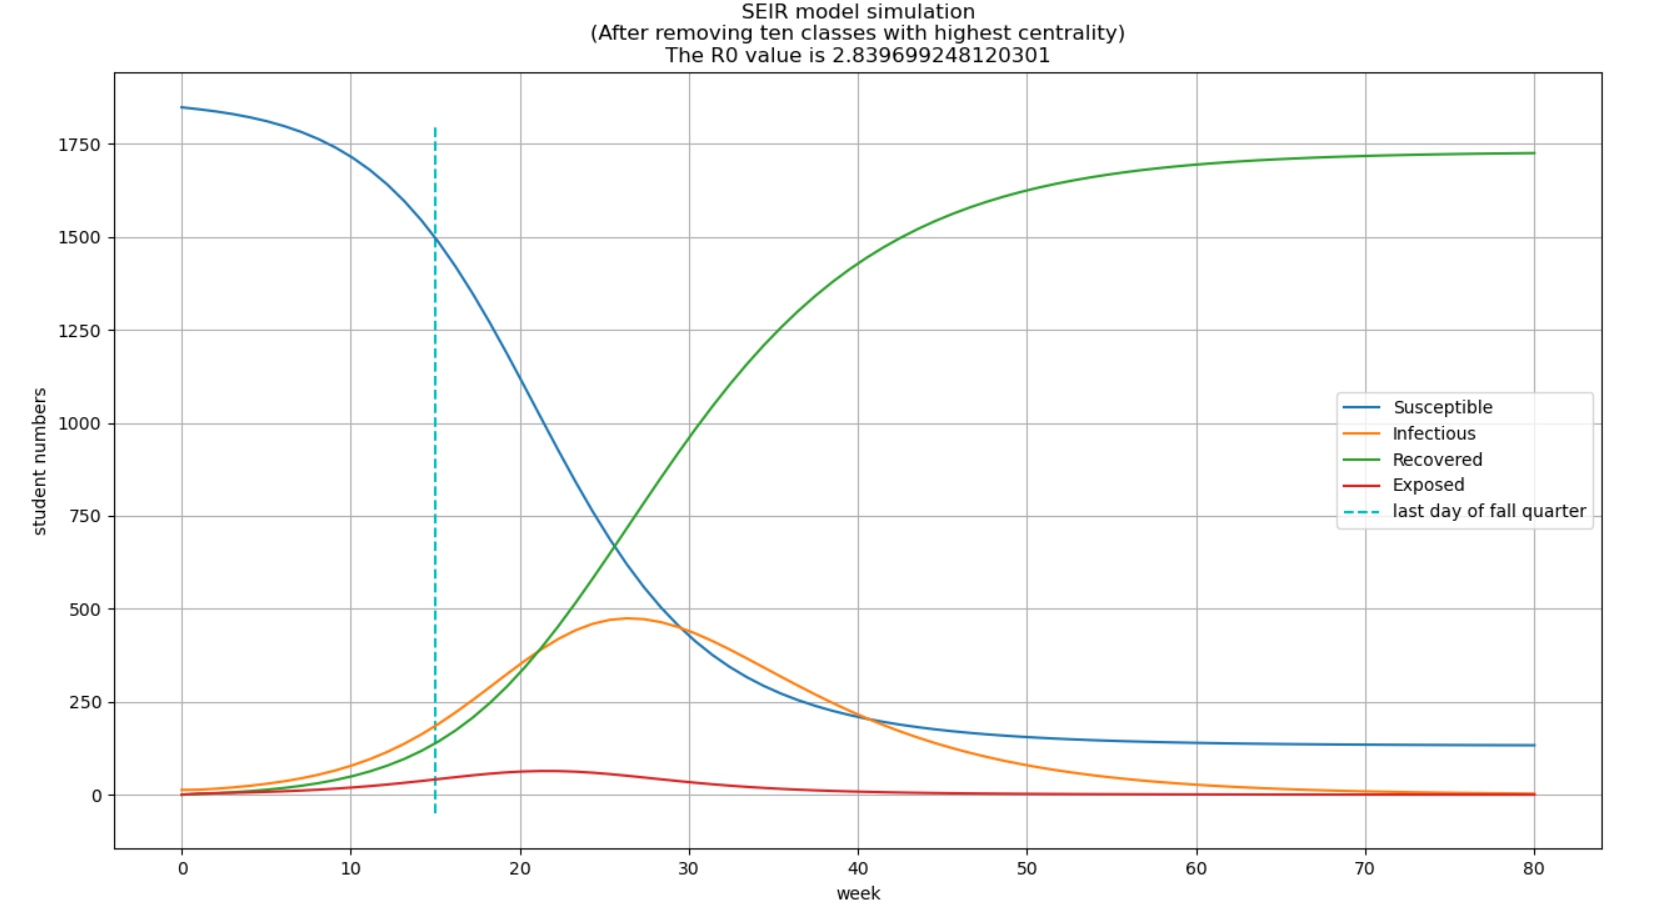 SEIR model simulation
(After removing ten classes with highest centrality)
The R0 value is 2.839699248120301
student numbers
1750
1500
1250
1000
750
500
250
0
Susceptible
Infectious
Recovered
Exposed
last day of fall quarter
0 10 20 30 40 50 60 70 80
week